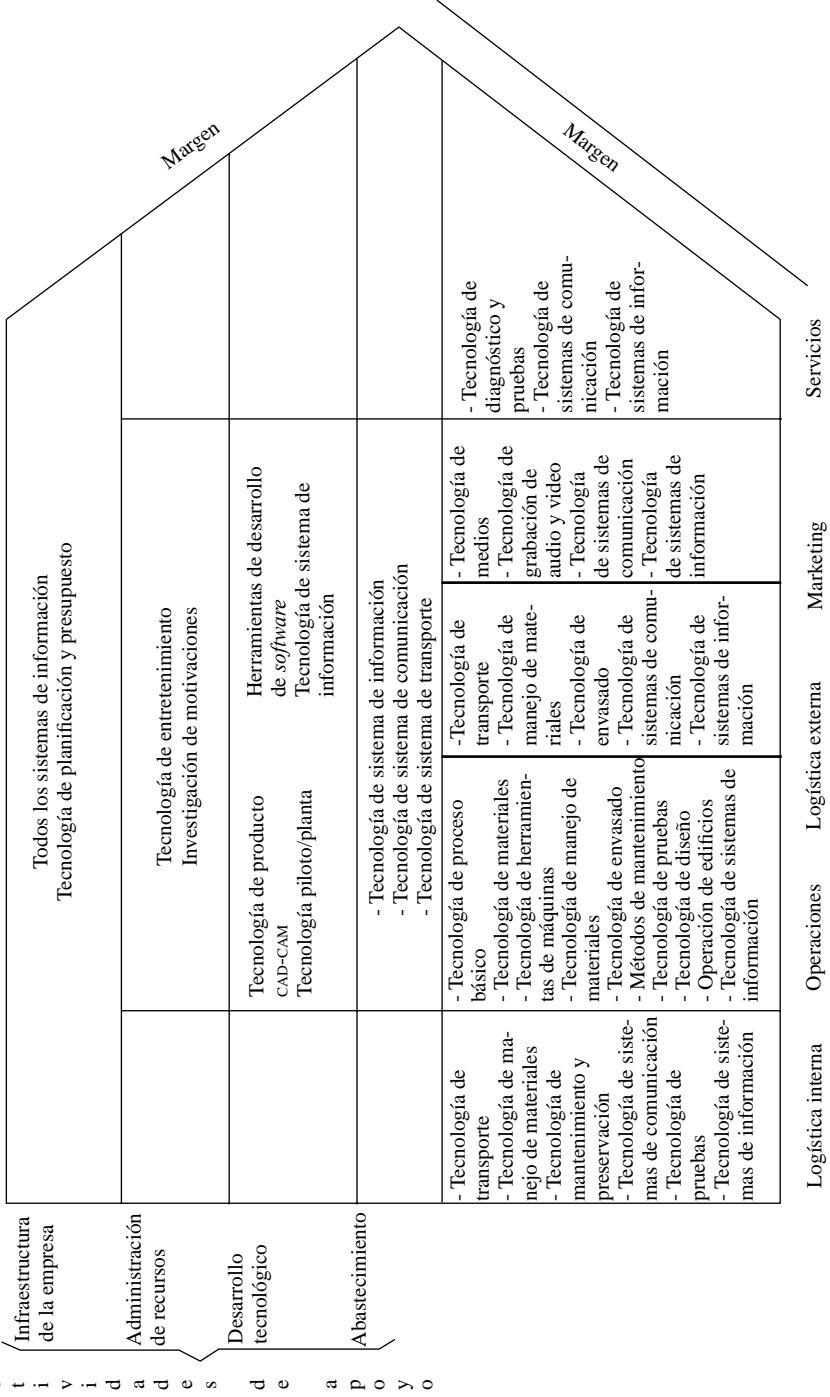 Actividades de apoyo
Infraestructura
de la empresa
Todos los sistemas de información
Tecnología de planificación y presupuesto
Administración
de recursos
Tecnología de entretenimiento
Investigación de motivaciones
Desarrollo
tecnológico
Tecnología de producto
CAD-CAM
Tecnología piloto/planta
Herramientas de desarrollo
de software
Tecnología de sistema de
información
Abastecimiento
- Tecnología de sistema de información
- Tecnología de sistema de comunicación
- Tecnología de sistema de transporte
Margen
Margen
- Tecnología de
transporte
- Tecnología de ma-
nejo de materiales
- Tecnología de
mantenimiento y
preservación
- Tecnología de siste-
mas de comunicación
- Tecnología de
pruebas
- Tecnología de siste-
mas de información
- Tecnología de proceso
básico
- Tecnología de materiales
- Tecnología de herramien-
tas de máquinas
- Tecnología de manejo de
materiales
- Tecnología de envasado
- Métodos de mantenimiento
- Tecnología de pruebas
- Tecnología de diseño
- Operación de edificios
- Tecnología de sistemas de
información
-Tecnología de
transporte
- Tecnología de
manejo de mate-
riales
- Tecnología de
envasado
- Tecnología de
sistemas de comu-
nicación
- Tecnología de
sistemas de infor-
mación
- Tecnología de
medios
- Tecnología de
grabación de
audio y video
- Tecnología
de sistemas de
comunicación
- Tecnología
de sistemas de
información
- Tecnología de
diagnóstico y
pruebas
- Tecnología de
sistemas de comu-
nicación
- Tecnología de
sistemas de infor-
mación
Logística interna
Operaciones
Logística externa
Marketing
Servicios